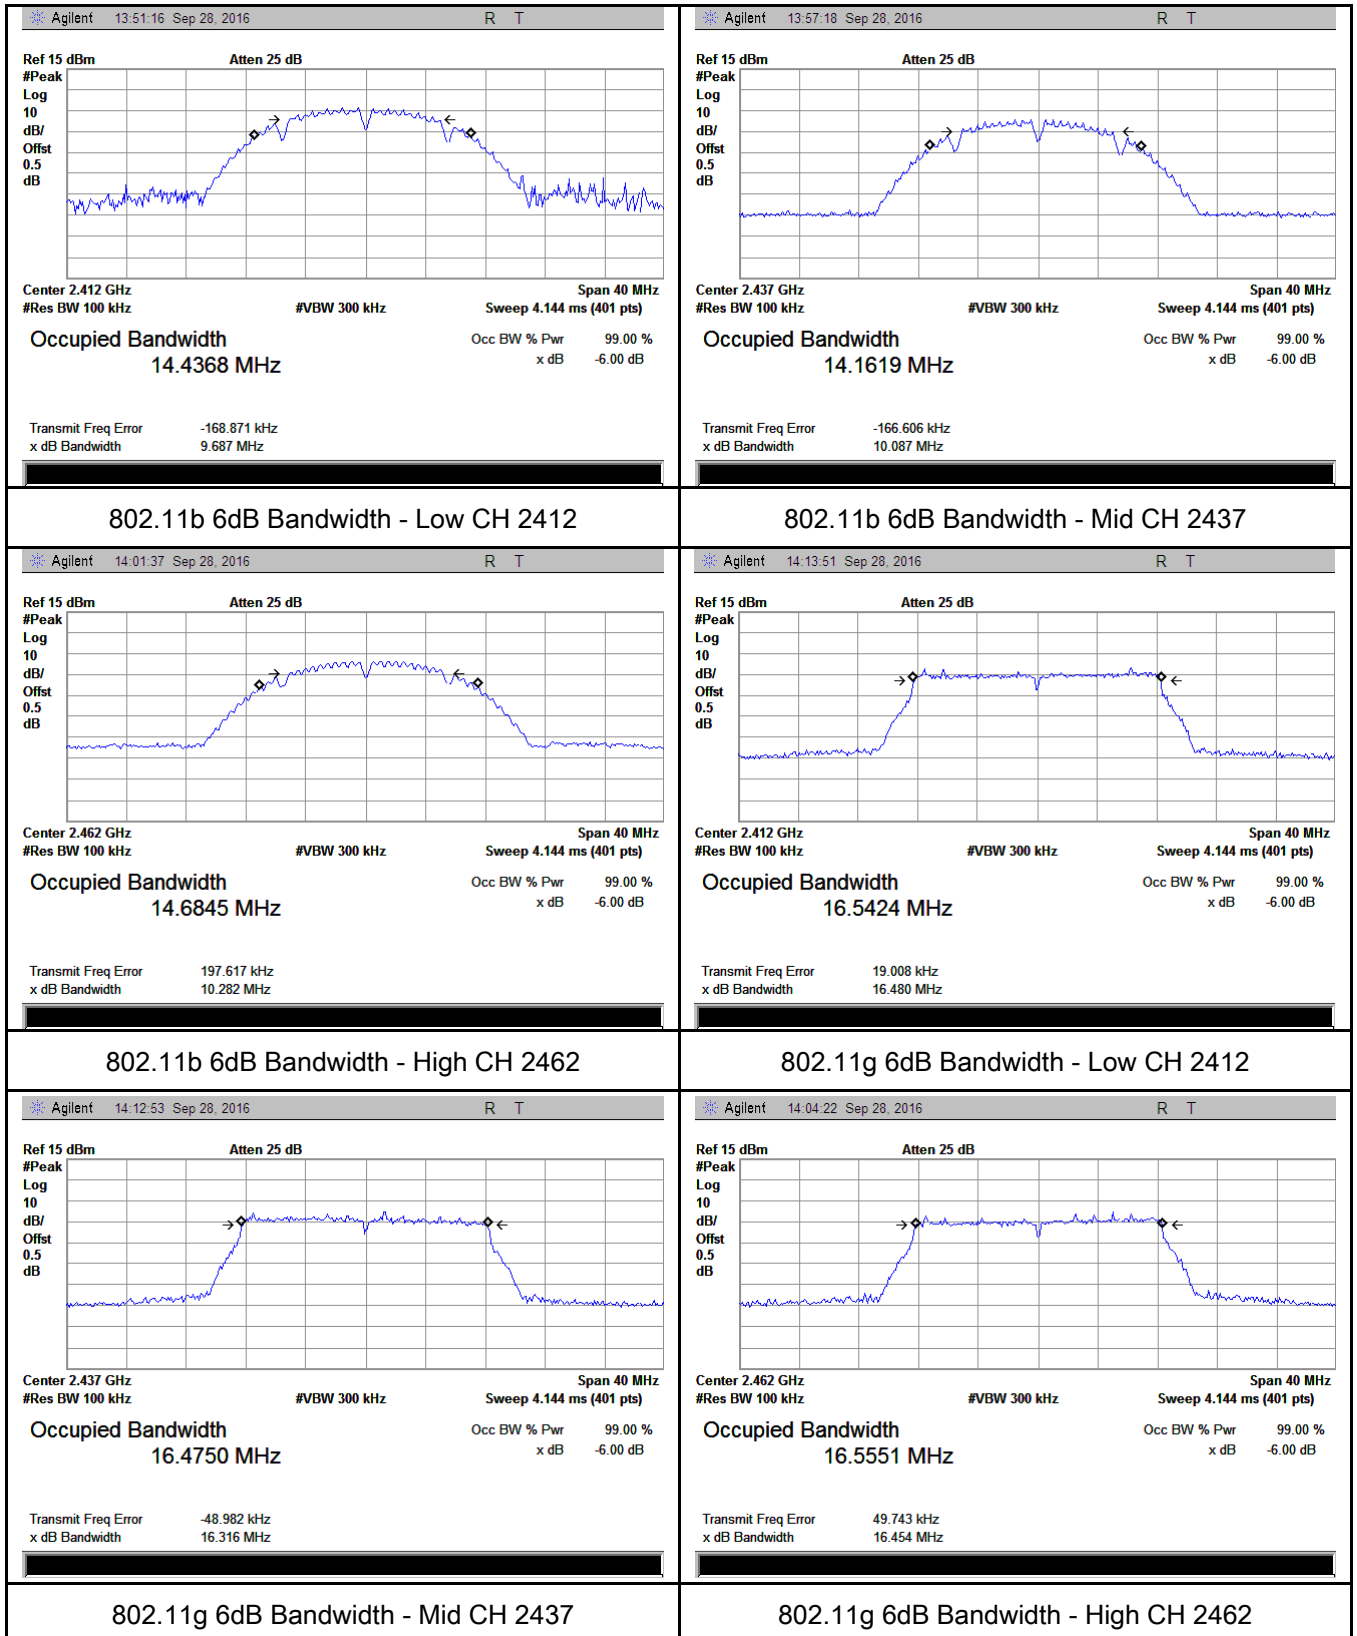 Agilent 13:51:16 Sep 28, 2016 R T
Ref 15 dBm Atten 25 dB
#Peak
Log
10
dB/
Offst
0.5
dB
Center 2.412 GHz Span 40 MHz
#Res BW 100 kHz #VBW 300 kHz Sweep 4.144 ms (401 pts)
Occupied Bandwidth Occ BW % Pwr 99.00 %
14.4368 MHz x dB -6.00 dB
Transmit Freq Error -168.871 kHz
x dB Bandwidth 9.687 MHz
802.11b 6dB Bandwidth - Low CH 2412
Agilent 13:57:18 Sep 28, 2016 R T
Ref 15 dBm Atten 25 dB
#Peak
Log
10
dB/
Offst
0.5
dB
Center 2.437 GHz Span 40 MHz
#Res BW 100 kHz #VBW 300 kHz Sweep 4.144 ms (401 pts)
Occupied Bandwidth Occ BW % Pwr 99.00 %
14.1619 MHz x dB -6.00 dB
Transmit Freq Error -166.606 kHz
x dB Bandwidth 10.087 MHz
802.11b 6dB Bandwidth - Mid CH 2437
Agilent 14:01:37 Sep 28, 2016 R T
Ref 15 dBm Atten 25 dB
#Peak
Log
10
dB/
Offst
0.5
dB
Center 2.462 GHz Span 40 MHz
#Res BW 100 kHz #VBW 300 kHz Sweep 4.144 ms (401 pts)
Occupied Bandwidth Occ BW % Pwr 99.00 %
14.6845 MHz x dB -6.00 dB
Transmit Freq Error 197.617 kHz
x dB Bandwidth 10.282 MHz
802.11b 6dB Bandwidth - High CH 2462
Agilent 14:13:51 Sep 28, 2016 R T
Ref 15 dBm Atten 25 dB
#Peak
Log
10
dB/
Offst
0.5
dB
Center 2.412 GHz Span 40 MHz
#Res BW 100 kHz #VBW 300 kHz Sweep 4.144 ms (401 pts)
Occupied Bandwidth Occ BW % Pwr 99.00 %
16.5424 MHz x dB -6.00 dB
Transmit Freq Error 19.008 kHz
x dB Bandwidth 16.480 MHz
802.11g 6dB Bandwidth - Low CH 2412
Agilent 14:12:53 Sep 28, 2016 R T
Ref 15 dBm Atten 25 dB
#Peak
Log
10
dB/
Offst
0.5
dB
Center 2.437 GHz Span 40 MHz
#Res BW 100 kHz #VBW 300 kHz Sweep 4.144 ms (401 pts)
Occupied Bandwidth Occ BW % Pwr 99.00 %
16.4750 MHz x dB -6.00 dB
Transmit Freq Error -48.982 kHz
x dB Bandwidth 16.316 MHz
802.11g 6dB Bandwidth - Mid CH 2437
Agilent 14:04:22 Sep 28, 2016 R T
Ref 15 dBm Atten 25 dB
#Peak
Log
10
dB/
Offst
0.5
dB
Center 2.462 GHz Span 40 MHz
#Res BW 100 kHz #VBW 300 kHz Sweep 4.144 ms (401 pts)
Occupied Bandwidth Occ BW % Pwr 99.00 %
16.5551 MHz x dB -6.00 dB
Transmit Freq Error 49.743 kHz
x dB Bandwidth 16.454 MHz
802.11g 6dB Bandwidth - High CH 2462